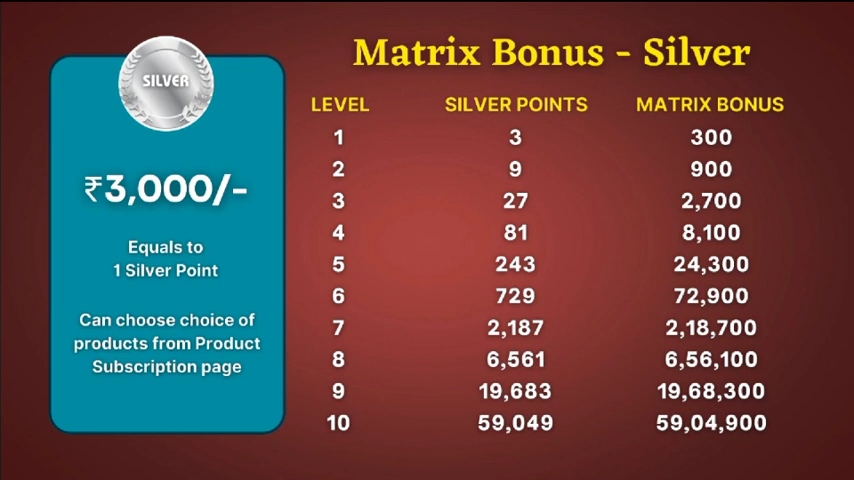 Matrix Bonus - Silver
SILVER
₹3,000/-
Equals to
1 Silver Point
Can choose choice of
products from Product
Subscription page
LEVEL SILVER POINTS MATRIX BONUS
1 3 300
2 9 900
3 27 2,700
4 81 8,100
5 243 24,300
6 729 72,900
7 2,187 2,18,700
8 6,561 6,56,100
9 19,683 19,68,300
10 59,049 59,04,900